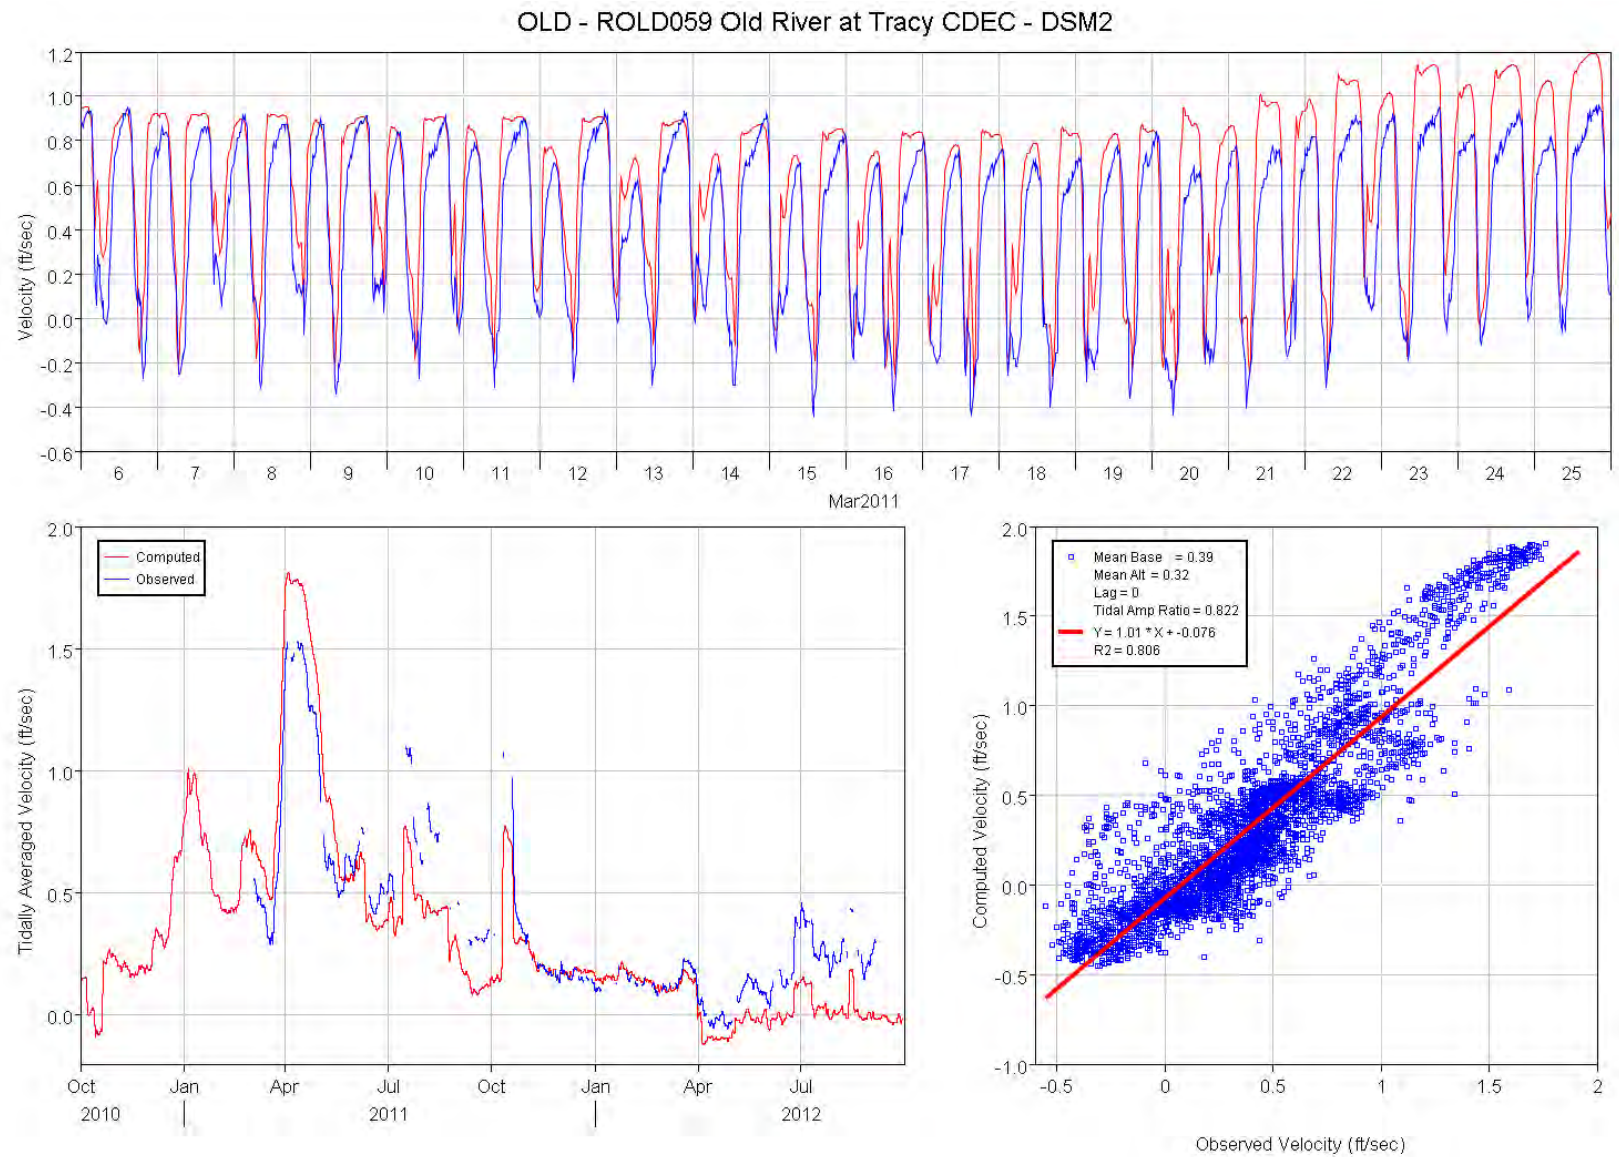 OLD - ROLD059 Old River at Tracy CDEC - DSM2
1.2
1.0
0.8
0.6
0.4
0.2
0.0
-0.2
-0.4
-0.6
Velocity (ft/sec)
6 7 8 9 10 11 12 13 14 15 16 17 18 19 20 21 22 23 24 25
Mar2011
2.0
1.5
1.0
0.5
0.0
Tidally Averaged Velocity (ft/sec)
Computed
Observed
Oct Jan Apr Jul Oct Jan Apr Jul
2010 2011 2012
2.0
1.5
1.0
0.5
0.0
-0.5
-1.0
Computed Velocity (ft/sec)
Mean Base = 0.39
Mean Alt = 0.32
Lag = 0
Tidal Amp Ratio = 0.822
Y = 1.01 * X + -0.076
R2 = 0.806
-0.5 0 0.5 1 1.5 2
Observed Velocity (ft/sec)